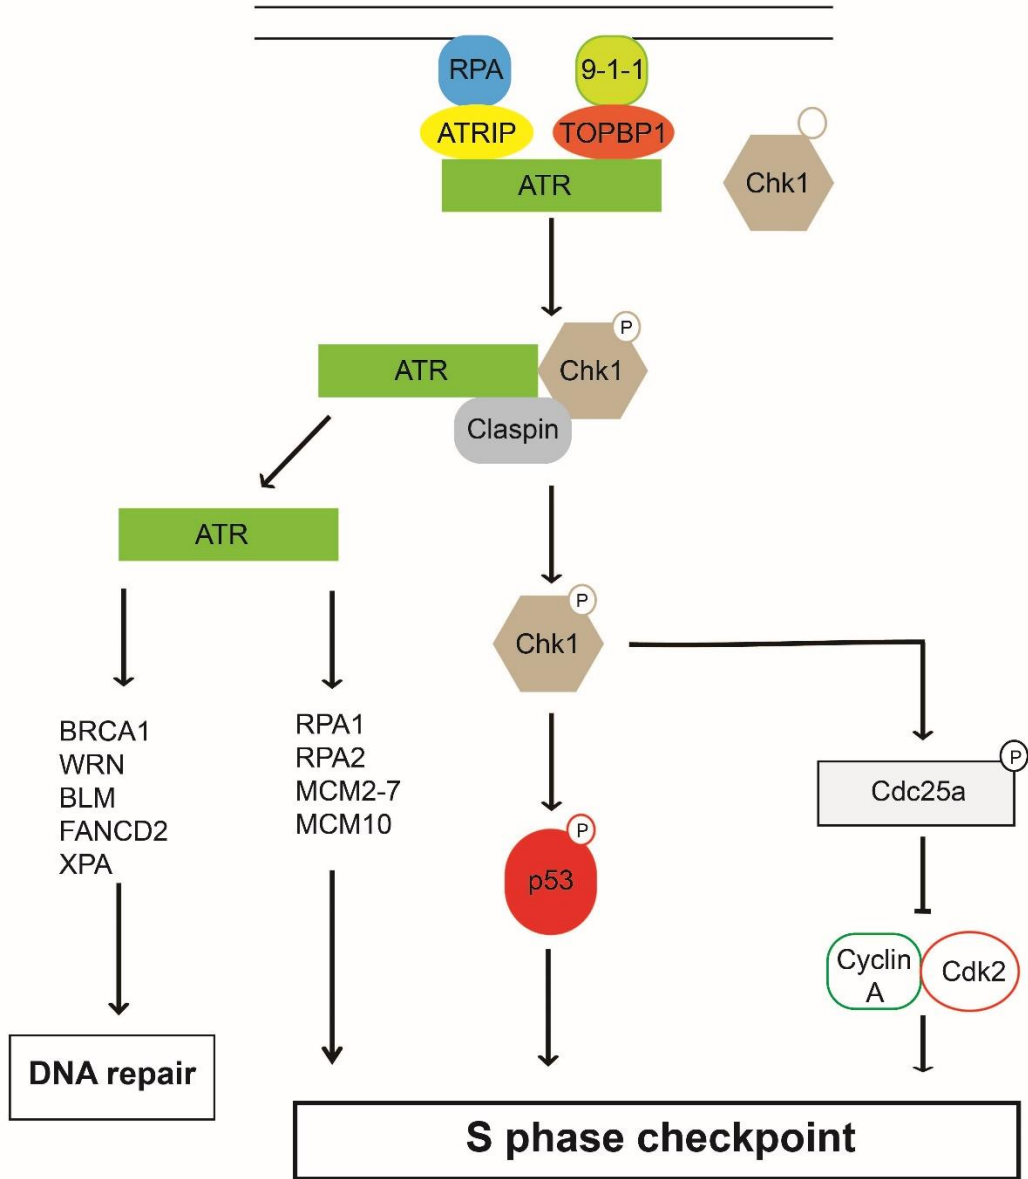 RPA
9-1-1
ATRIP
TOPBP1
ATR
Chk1
P
ATR
Chk1
Claspin
ATR
P
Chk1
BRCA1
WRN
BLM
FANCD2
XPA
RPA1
RPA2
MCM2-7
MCM10
P
Cdc25a
P
p53
Cyclin
A
Cdk2
DNA repair
S phase checkpoint